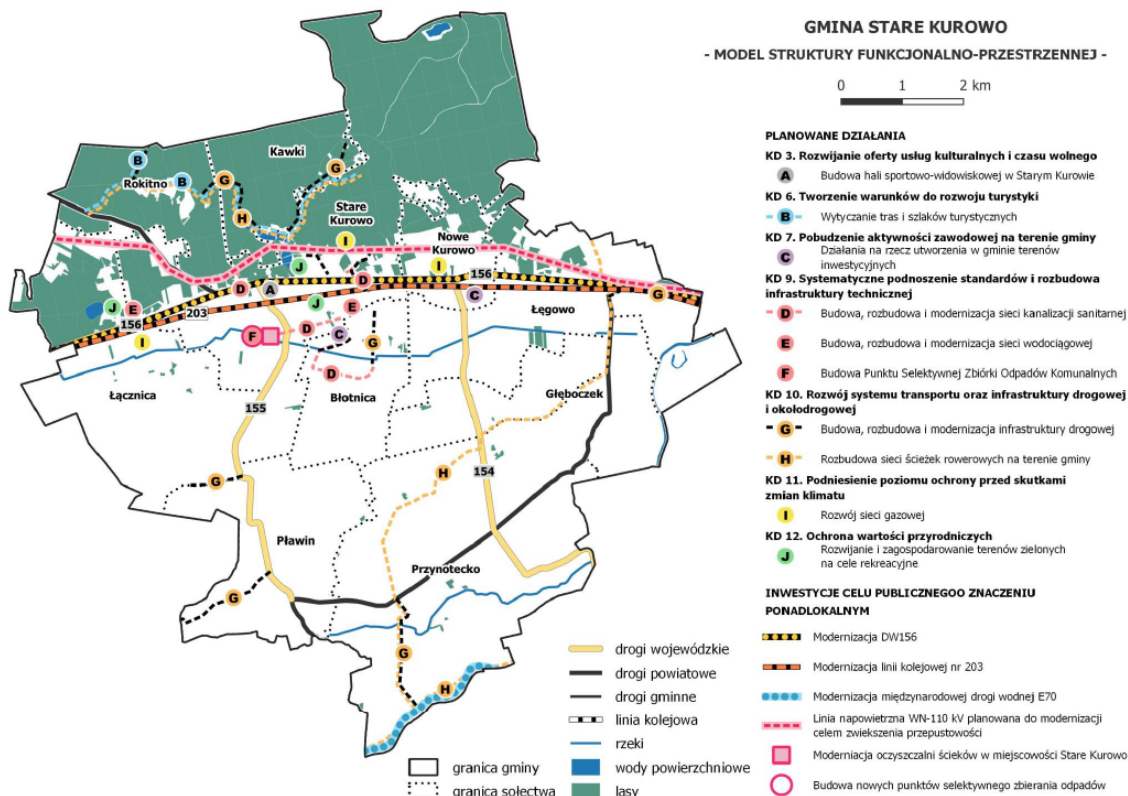 GMINA STARE KUROWO
- MODEL STRUKTURY FUNKCJONALNO-PRZESTRZENNEJ -
0 1 2 km
PLANOWANE DZIAŁANIA
KD 3. Rozwijanie oferty usług kulturalnych i czasu wolnego
A Budowa hali sportowo-widowiskowej w Starym Kurowie
KD 6. Tworzenie warunków do rozwoju turystyki
B Wytyczanie tras i szlaków turystycznych
KD 7. Pobudzenie aktywności zawodowej na terenie gminy
C Działania na rzecz utworzenia w gminie terenów
inwestycyjnych
KD 9. Systematyczne podnoszenie standardów i rozbudowa
infrastruktury technicznej
D Budowa, rozbudowa i modernizacja sieci kanalizacji sanitarnej
E Budowa, rozbudowa i modernizacja sieci wodociągowej
F Budowa Punktu Selektywnej Zbiórki Odpadów Komunalnych
KD 10. Rozwój systemu transportu oraz infrastruktury drogowej
i okołodrogowej
G Budowa, rozbudowa i modernizacja infrastruktury drogowej
H Rozbudowa sieci ścieżek rowerowych na terenie gminy
KD 11. Podniesienie poziomu ochrony przed skutkami
zmian klimatu
I Rozwój sieci gazowej
KD 12. Ochrona wartości przyrodniczych
J Rozwijanie i zagospodarowanie terenów zielonych
na cele rekreacyjne
INWESTYCJE CELU PUBLICZNEGOO ZNACZENIU
PONADLOKALNYM
Modernizacja DW156
Modernizacja linii kolejowej nr 203
Modernizacja międzynarodowej drogi wodnej E70
Linia napowietrzna WN-110 kV planowana do modernizacji
celem zwiekszenia przepustowości
Moderniacja oczyszczalni ścieków w miejscowości Stare Kurowo
Budowa nowych punktów selektywnego zbierania odpadów
drogi wojewódzkie
drogi powiatowe
drogi gminne
linia kolejowa
rzeki
granica gminy
wody powierzchniowe
granica sołectwa
lasy
Kawki
B
G
Rokitno
B
G
H
Stare
Kurowo
I
Nowe
Kurowo
J
I
156
D
A
D
C
G
J
E
J
E
203
156
Łęgowo
I
F
D
C
G
D
Łącznica
Błotnica
Głęboczek
155
154
H
G
Pławin
Przynotecko
G
G
H